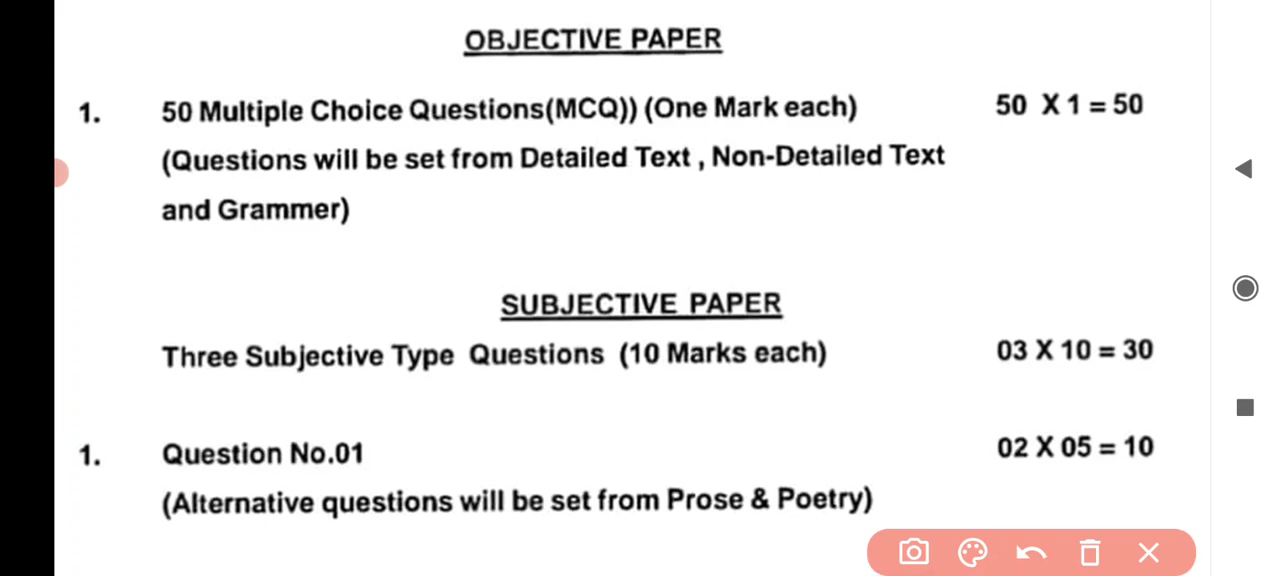 OBJECTIVE PAPER
1. 50 Multiple Choice Questions(MCQ)) (One Mark each) 50 X 1 = 50
(Questions will be set from Detailed Text , Non-Detailed Text
and Grammer)
SUBJECTIVE PAPER
Three Subjective Type Questions (10 Marks each) 03 X 10 = 30
1. Question No.01 02 X 05 = 10
(Alternative questions will be set from Prose & Poetry)